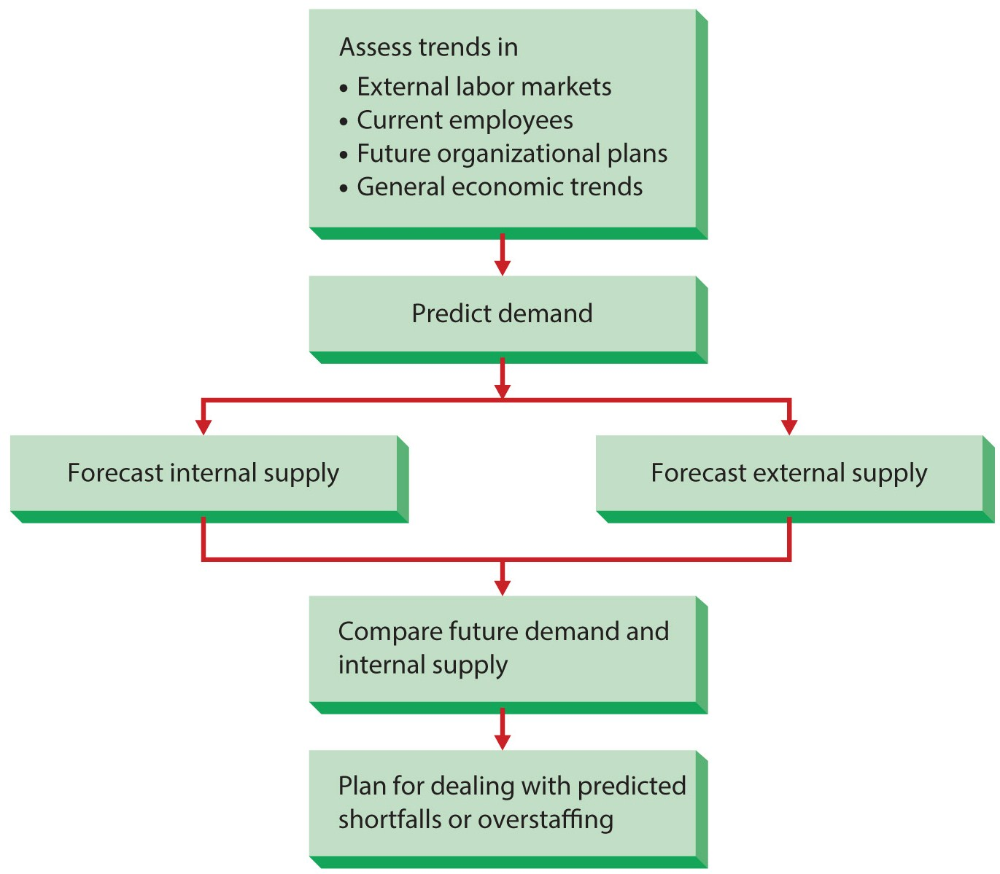 Assess trends in
• External labor markets
• Current employees
• Future organizational plans
• General economic trends
Predict demand
Forecast internal supply
Forecast external supply
Compare future demand and
internal supply
Plan for dealing with predicted
shortfalls or overstaffing